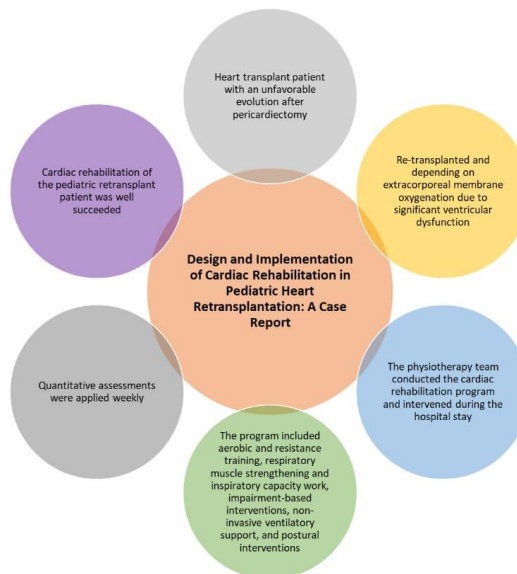 Heart transplant patient
with an unfavorable
evolution after
pericardiectomy
Re-transplanted and
depending on
extracorporeal membrane
oxygenation due to
significant ventricular
dysfunction
The physiotherapy team
conducted the cardiac
rehabilitation program
and intervened during the
hospital stay
The program included
aerobic and resistance
training, respiratory
muscle strengthening and
inspiratory capacity work,
impairment-based
interventions, non-
invasive ventilatory
support, and postural
interventions
Quantitative assessments
were applied weekly
Cardiac rehabilitation of
the pediatric retransplant
patient was well
succeeded
Design and Implementation
of Cardiac Rehabilitation in
Pediatric Heart
Retransplantation: A Case
Report